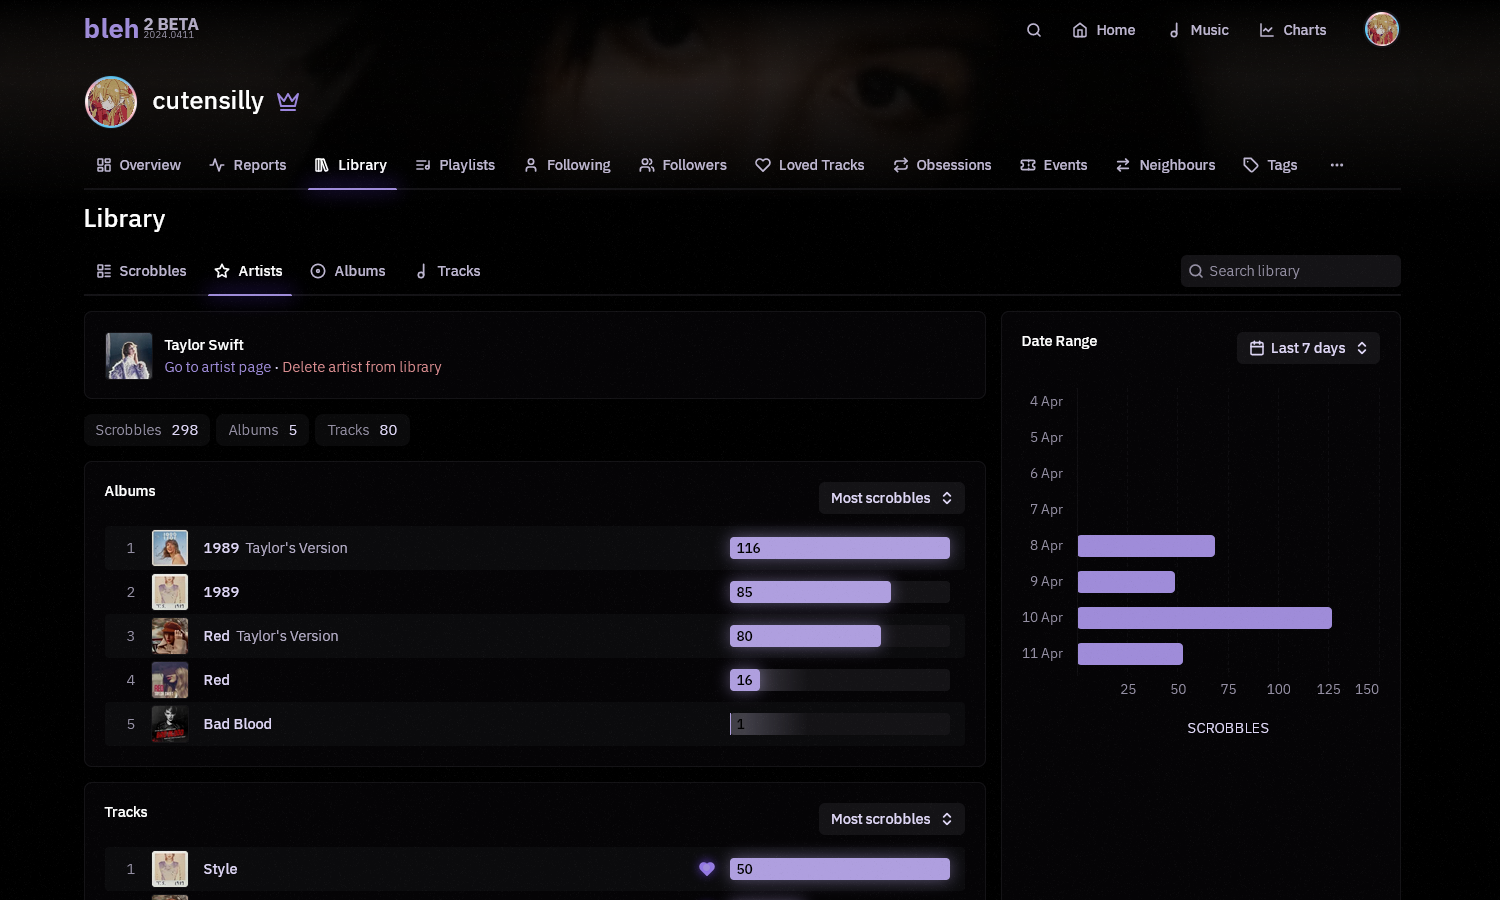 bleh 2 BETA
2024.0411
Home
Music
Charts
cutensilly
Overview
Reports
Library
Playlists
Following
Followers
Loved Tracks
Obsessions
Events
Neighbours
Tags
Library
Scrobbles
Artists
Albums
Tracks
Search library
Taylor Swift
Go to artist page · Delete artist from library
Scrobbles 298
Albums 5
Tracks 80
Albums
Most scrobbles
1 1989 Taylor's Version 116
2 1989 85
3 Red Taylor's Version 80
4 Red 16
5 Bad Blood 1
Tracks
Most scrobbles
1 Style 50
Date Range
Last 7 days
4 Apr
5 Apr
6 Apr
7 Apr
8 Apr
9 Apr
10 Apr
11 Apr
25 50 75 100 125 150
SCROBBLES